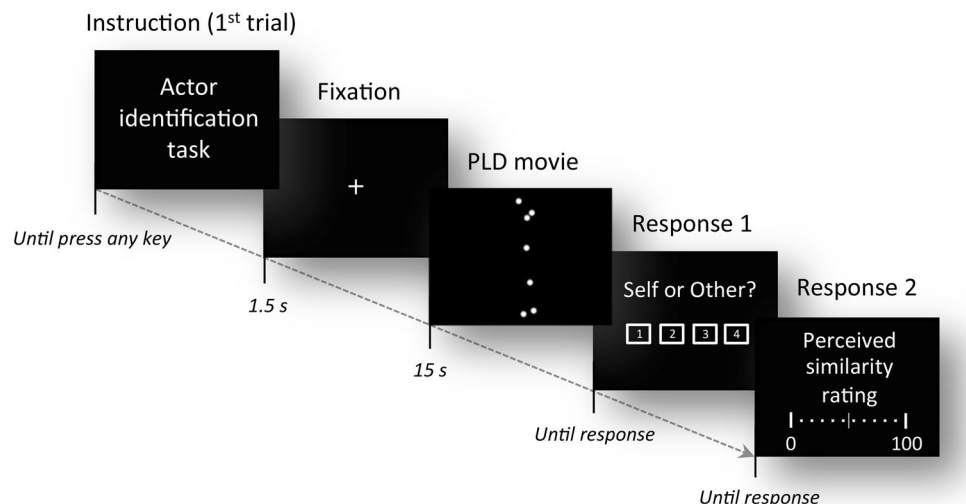 Instruction (1st trial)
Actor
identification
task
Until press any key
Fixation
+
1.5 s
PLD movie
15 s
Response 1
Self or Other?
1 2 3 4
Until response
Response 2
Perceived
similarity
rating
0 100
Until response